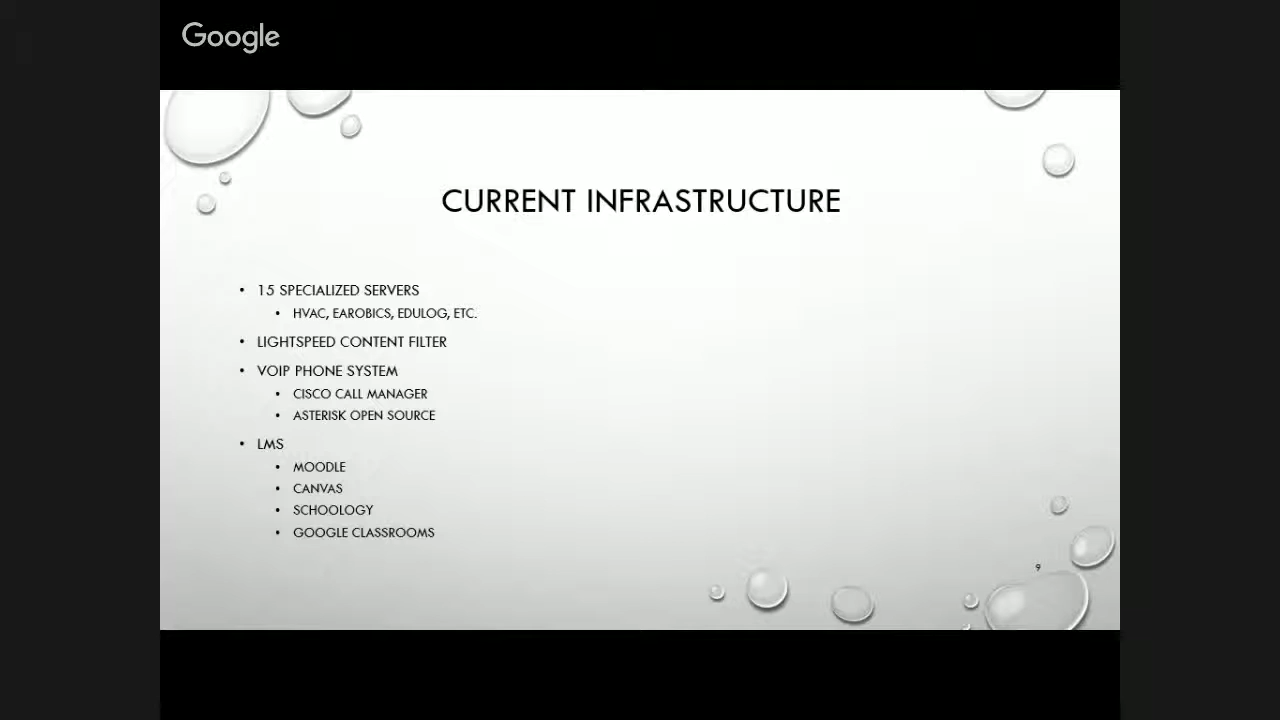 Google
CURRENT INFRASTRUCTURE
• 15 SPECIALIZED SERVERS
• HVAC, EAROBICS, EDULOG, ETC.
• LIGHTSPEED CONTENT FILTER
• VOIP PHONE SYSTEM
• CISCO CALL MANAGER
• ASTERISK OPEN SOURCE
• LMS
• MOODLE
• CANVAS
• SCHOOLOGY
• GOOGLE CLASSROOMS
9